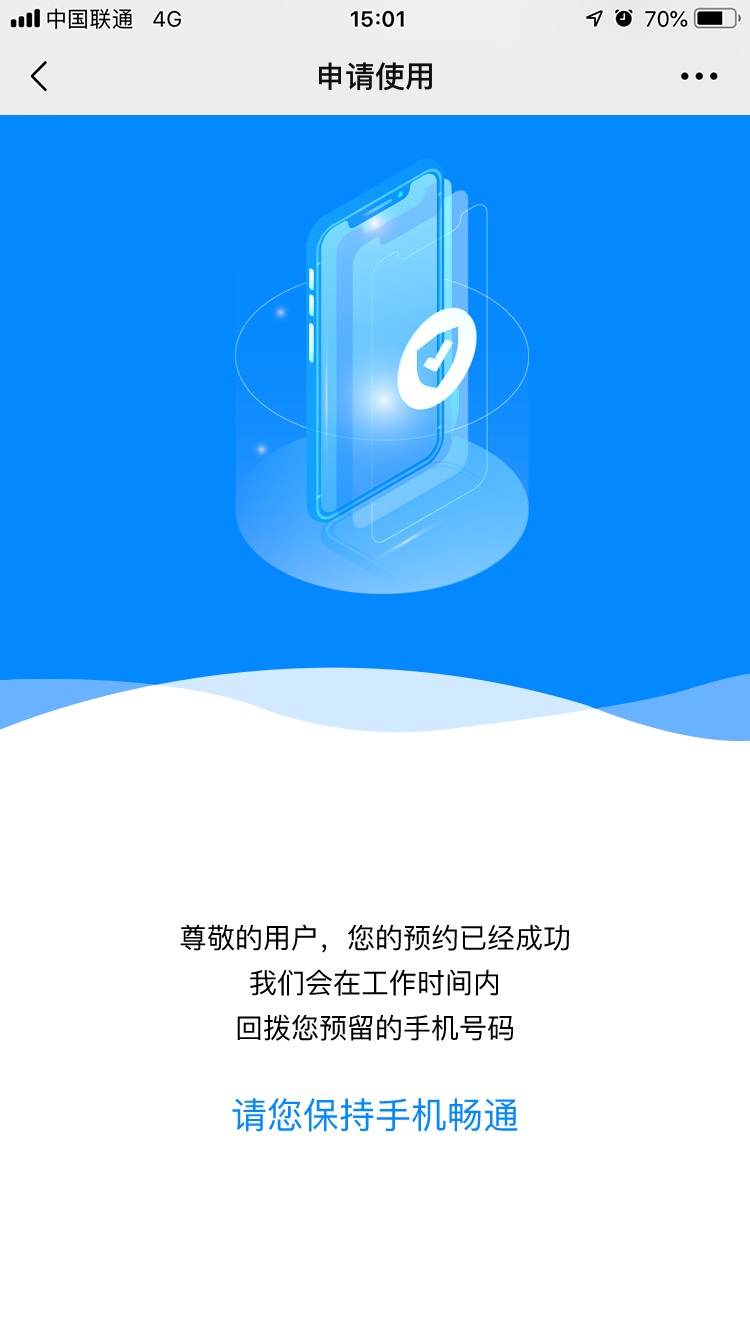 中国联通 4G 15:01 70%
申请使用
尊敬的用户，您的预约已经成功
我们会在工作时间内
回拨您预留的手机号码
请您保持手机畅通